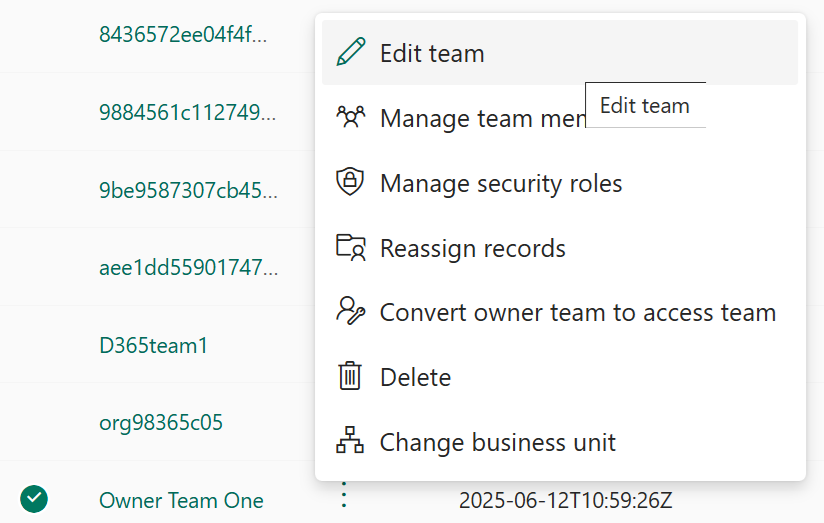 8436572ee04f4f...
Edit team
Edit team
9884561c112749...
Manage team mem
9be9587307cb45...
Manage security roles
Reassign records
aee1dd55901747...
Convert owner team to access team
D365team1
Delete
org98365c05
Change business unit
Owner Team One
2025-06-12T10:59:26Z